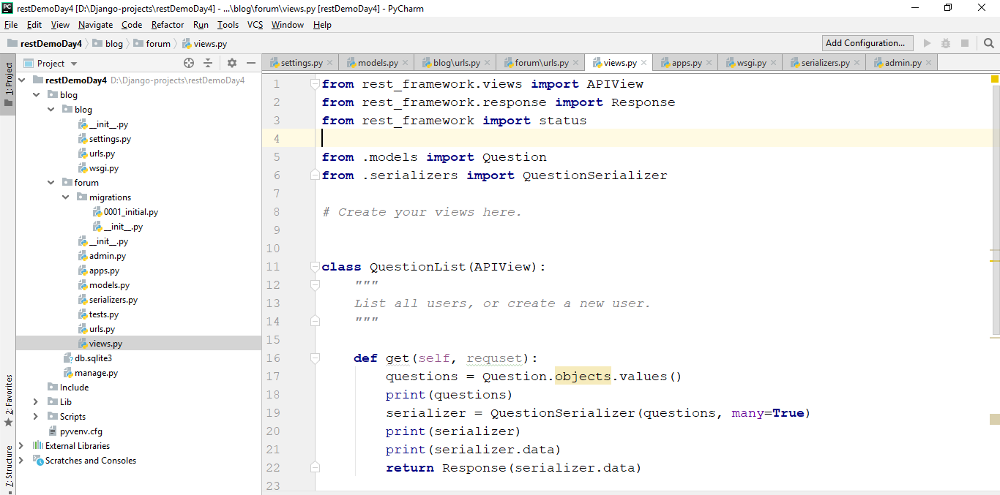 restDemoDay4 [D:\Django-projects\restDemoDay4] - ...\blog\forum\views.py [restDemoDay4] - PyCharm
File Edit View Navigate Code Refactor Run Tools VCS Window Help
restDemoDay4 blog forum views.py Add Configuration...
1: Project
2: Favorites
7: Structure
Project
restDemoDay4 D:\Django-projects\restDemoDay4
blog
blog
__init__.py
settings.py
urls.py
wsgi.py
forum
migrations
0001_initial.py
__init__.py
__init__.py
admin.py
apps.py
models.py
serializers.py
tests.py
urls.py
views.py
db.sqlite3
manage.py
Include
Lib
Scripts
pyvenv.cfg
External Libraries
Scratches and Consoles
settings.py models.py blog\urls.py forum\urls.py views.py apps.py wsgi.py serializers.py admin.py
1 from rest_framework.views import APIView
2 from rest_framework.response import Response
3 from rest_framework import status
4
5 from .models import Question
6 from .serializers import QuestionSerializer
7
8 # Create your views here.
9
10
11 class QuestionList(APIView):
12 """
13 List all users, or create a new user.
14 """
15
16 def get(self, requset):
17 questions = Question.objects.values()
18 print(questions)
19 serializer = QuestionSerializer(questions, many=True)
20 print(serializer)
21 print(serializer.data)
22 return Response(serializer.data)
23